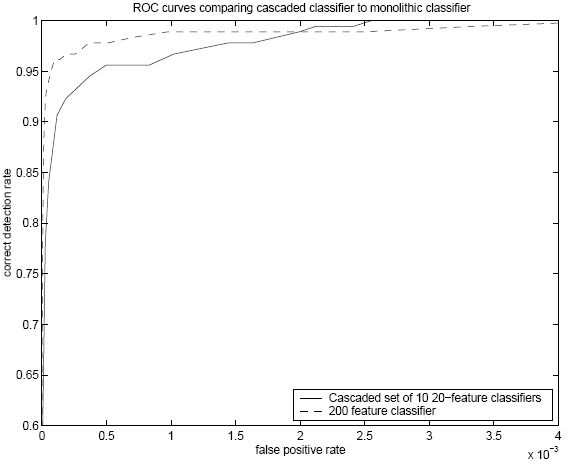 ROC curves comparing cascaded classifier to monolithic classifier
1
0.95
0.9
0.85
0.8
0.75
0.7
0.65
0.6
correct detection rate
Cascaded set of 10 20-feature classifiers
200 feature classifier
0 0.5 1 1.5 2 2.5 3 3.5 4
false positive rate
x 10⁻³